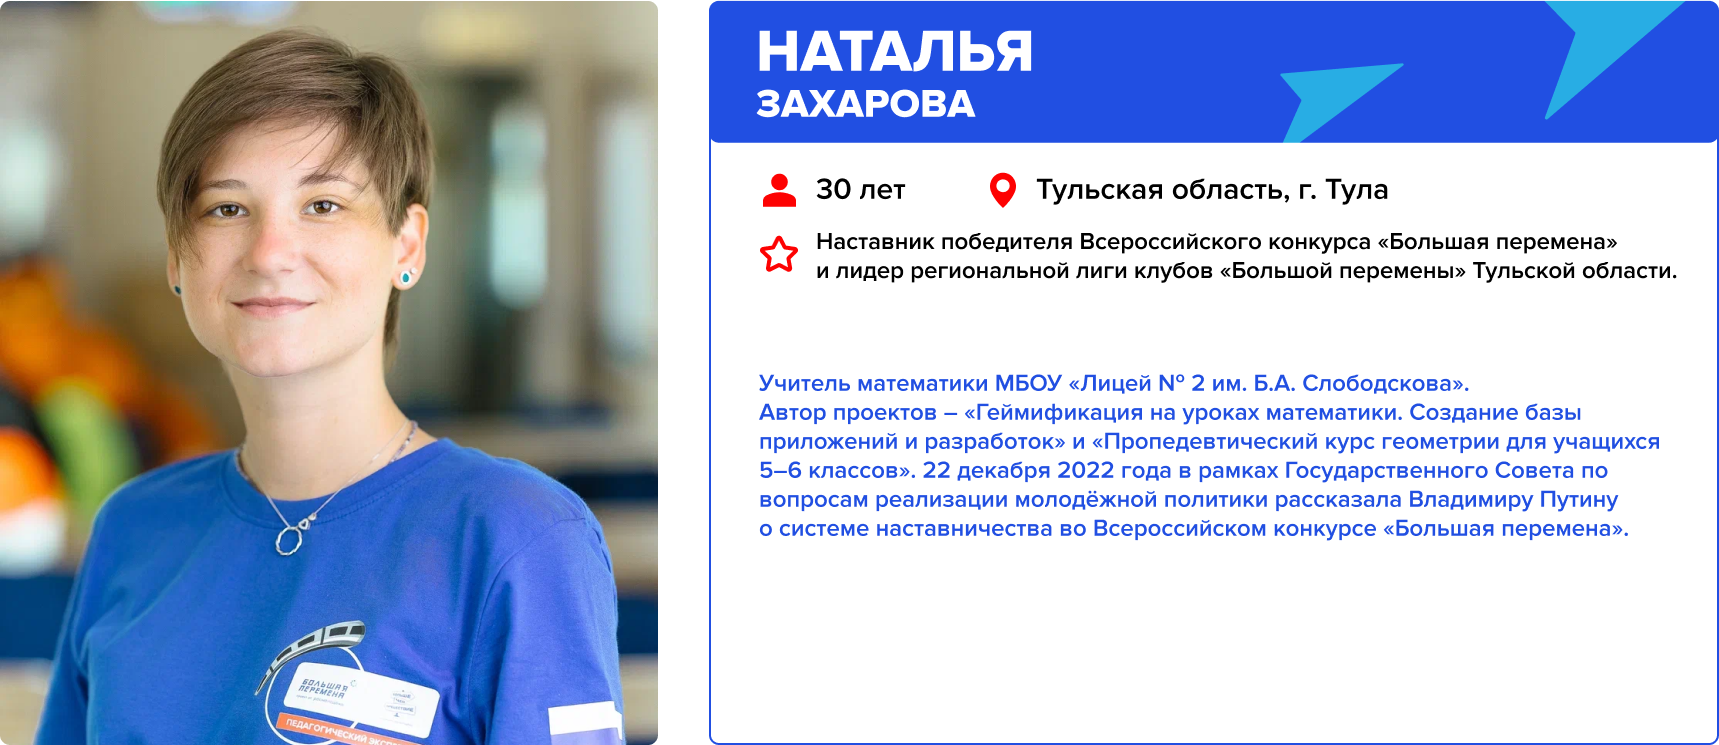 НАТАЛЬЯ
ЗАХАРОВА
30 лет
Тульская область, г. Тула
Наставник победителя Всероссийского конкурса «Большая перемена»
и лидер региональной лиги клубов «Большой перемены» Тульской области.
Учитель математики МБОУ «Лицей № 2 им. Б.А. Слободскова».
Автор проектов – «Геймификация на уроках математики. Создание базы
приложений и разработок» и «Пропедевтический курс геометрии для учащихся
5–6 классов». 22 декабря 2022 года в рамках Государственного Совета по
вопросам реализации молодёжной политики рассказала Владимиру Путину
о системе наставничества во Всероссийском конкурсе «Большая перемена».
БОЛЬШАЯ
ПЕРЕМЕНА
ПЕДАГОГИЧЕСКИЙ